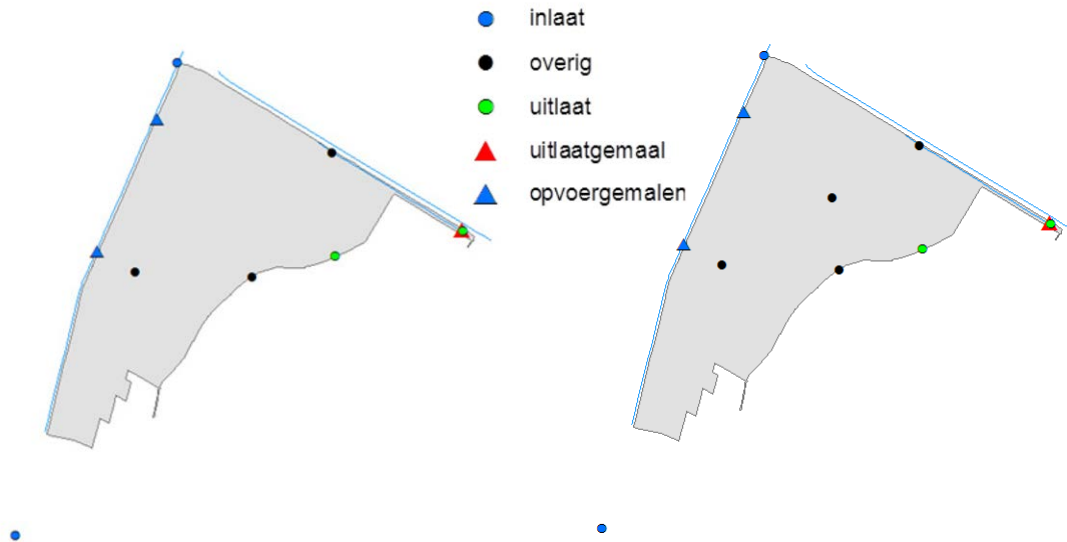 inlaat
overig
uitlaat
uitlaatgemaal
opvoergemalen